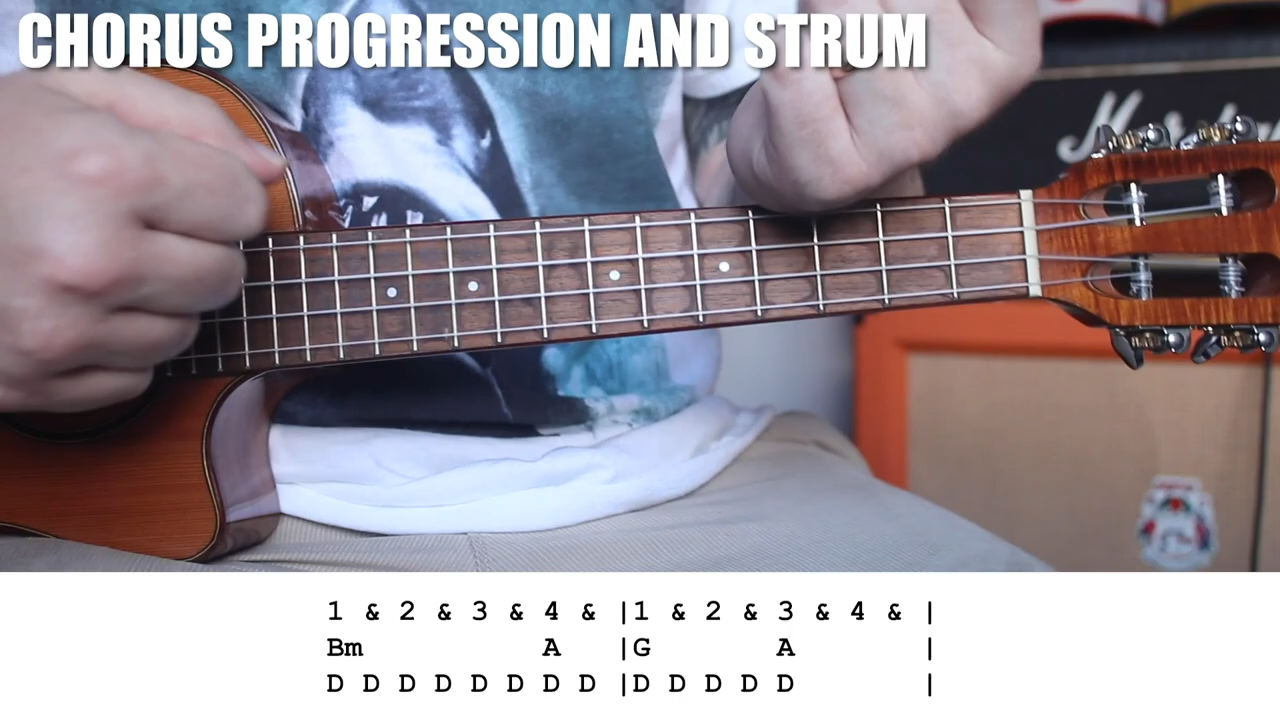 CHORUS PROGRESSION AND STRUM
1 & 2 & 3 & 4 & |1 & 2 & 3 & 4 & |
Bm A |G A |
D D D D D D D D |D D D D D |